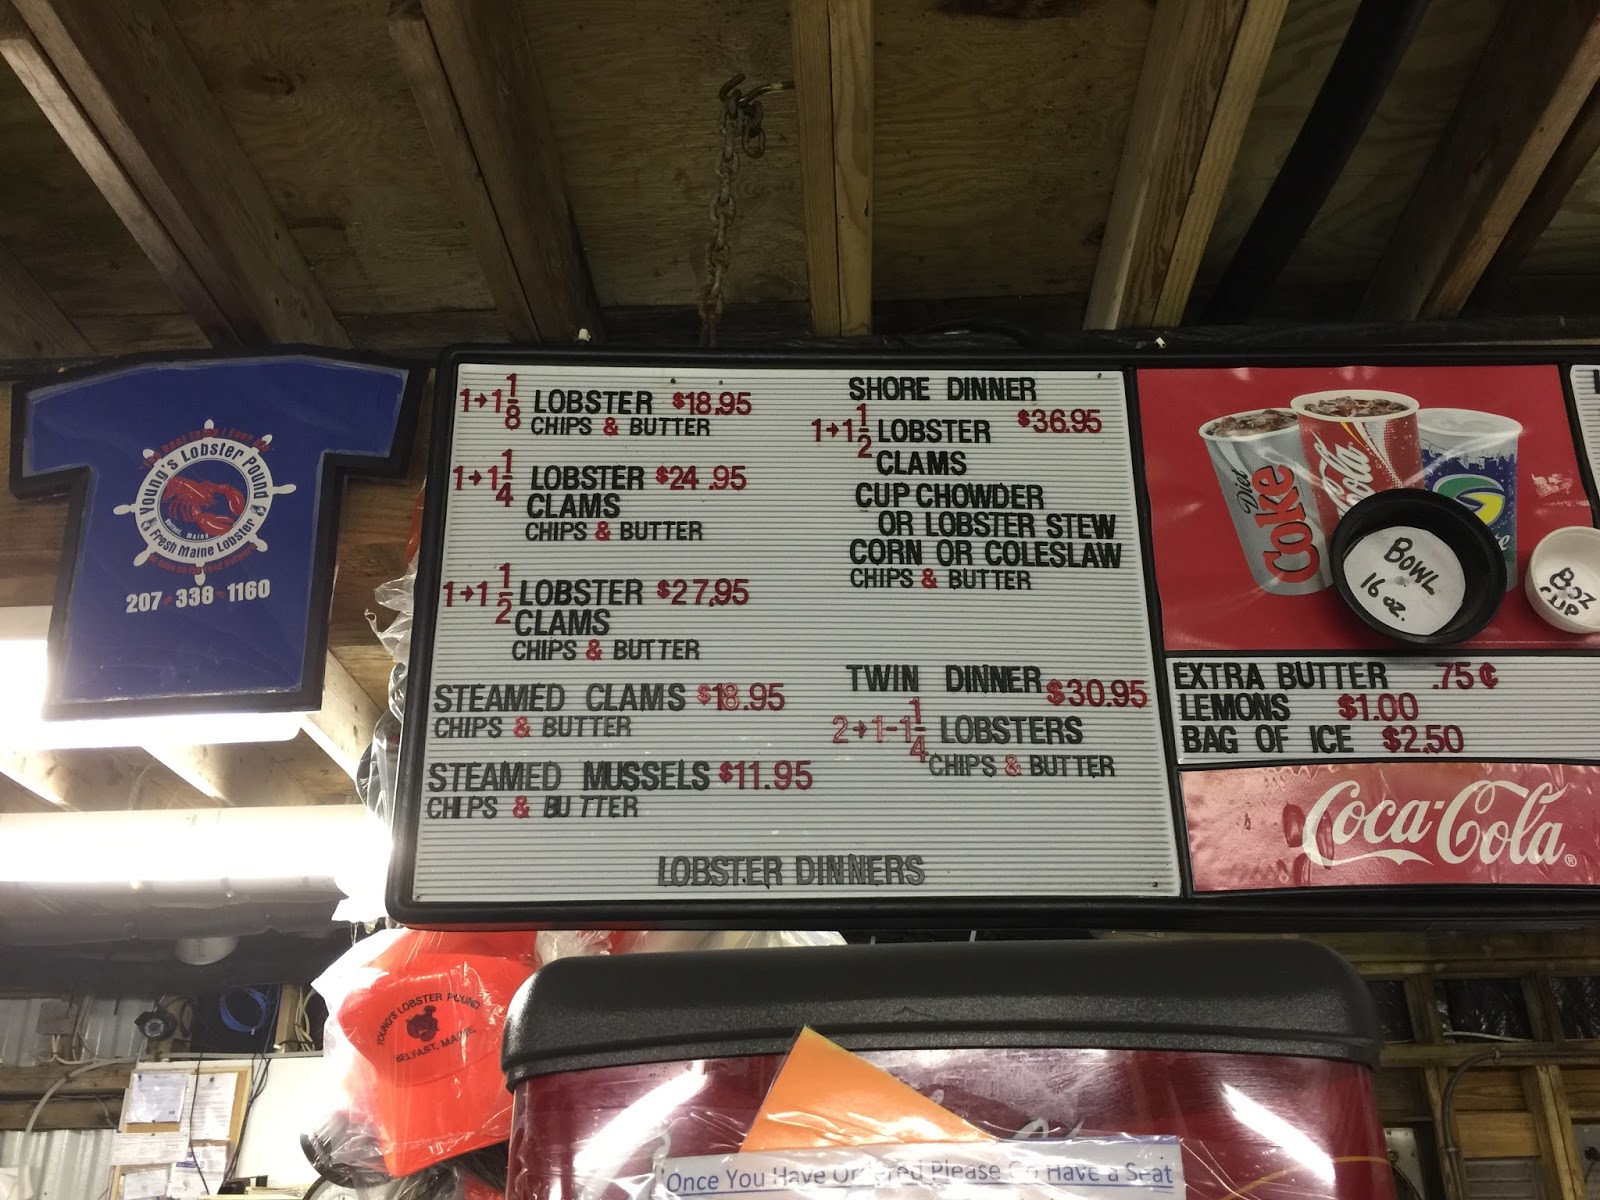 Young's Lobster Pound
Fresh Maine Lobster
207 338 1160
1→1 1/8 LOBSTER $18.95
CHIPS & BUTTER
1→1 1/4 LOBSTER $24.95
CLAMS
CHIPS & BUTTER
1→1 1/2 LOBSTER $27.95
CLAMS
CHIPS & BUTTER
STEAMED CLAMS $18.95
CHIPS & BUTTER
STEAMED MUSSELS $11.95
CHIPS & BUTTER
SHORE DINNER
$36.95
1→1 1/2 LOBSTER
CLAMS
CUP CHOWDER
OR LOBSTER STEW
CORN OR COLESLAW
CHIPS & BUTTER
TWIN DINNER $30.95
2→1-1 1/4 LOBSTERS
CHIPS & BUTTER
LOBSTER DINNERS
Diet
Coke
Coca-Cola
BOWL
16 oz.
8oz
CUP
EXTRA BUTTER .75¢
LEMONS $1.00
BAG OF ICE $2.50
Coca-Cola®
YOUNG'S LOBSTER POUND
BELFAST, MAINE
Once You Have Ordered Please Go Have a Seat